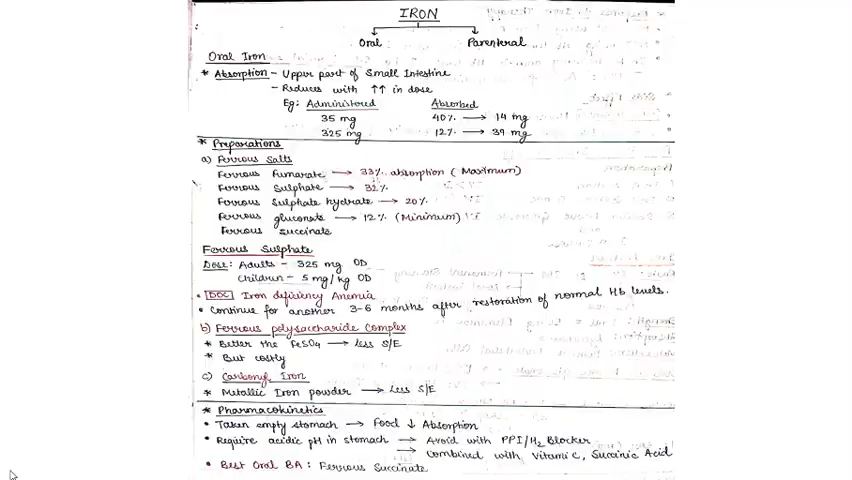 IRON
Oral Parenteral
Oral Iron
* Absorption - Upper part of Small Intestine
- Reduces with ↑↑ in dose
Eg: Administered Absorbed
35 mg 40% → 14 mg
325 mg 12% → 39 mg
* Preparations
a) Ferrous Salts
Ferrous fumarate → 33% absorption (Maximum)
Ferrous Sulphate → 32%
Ferrous Sulphate hydrate → 20%
Ferrous gluconate → 12% (Minimum)
Ferrous succinate
Ferrous Sulphate
Dose: Adults - 325 mg OD
Children - 5 mg/kg OD
• DOC Iron deficiency Anemia
• Continue for another 3-6 months after restoration of normal Hb levels.
b) Ferrous polysaccharide Complex
* Better the FeSO4 → less S/E
* But costly
c) Carbonyl Iron
* Metallic Iron powder → Less S/E
* Pharmacokinetics
• Taken empty stomach → Food ↓ Absorption
• Require acidic pH in stomach → Avoid with PPI/H2 Blocker
→ Combined with Vitamin C, Succinic Acid
• Best Oral BA: Ferrous Succinate